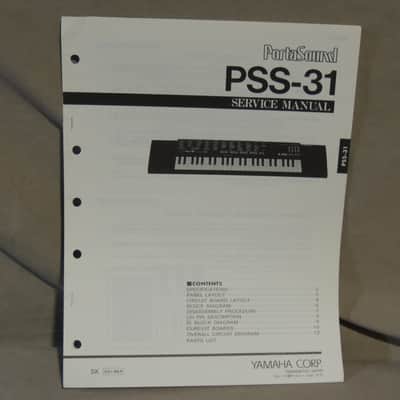 PortaSound
PSS-31
SERVICE MANUAL
PSS-31
■CONTENTS
SPECIFICATIONS
PANEL LAYOUT
CIRCUIT BOARD LAYOUT
BLOCK DIAGRAM
DISASSEMBLY PROCEDURE
LSI PIN DESCRIPTION
IC BLOCK DIAGRAM
CIRCUIT BOARDS
OVERALL CIRCUIT DIAGRAM
PARTS LIST
YAMAHA CORP.
SK